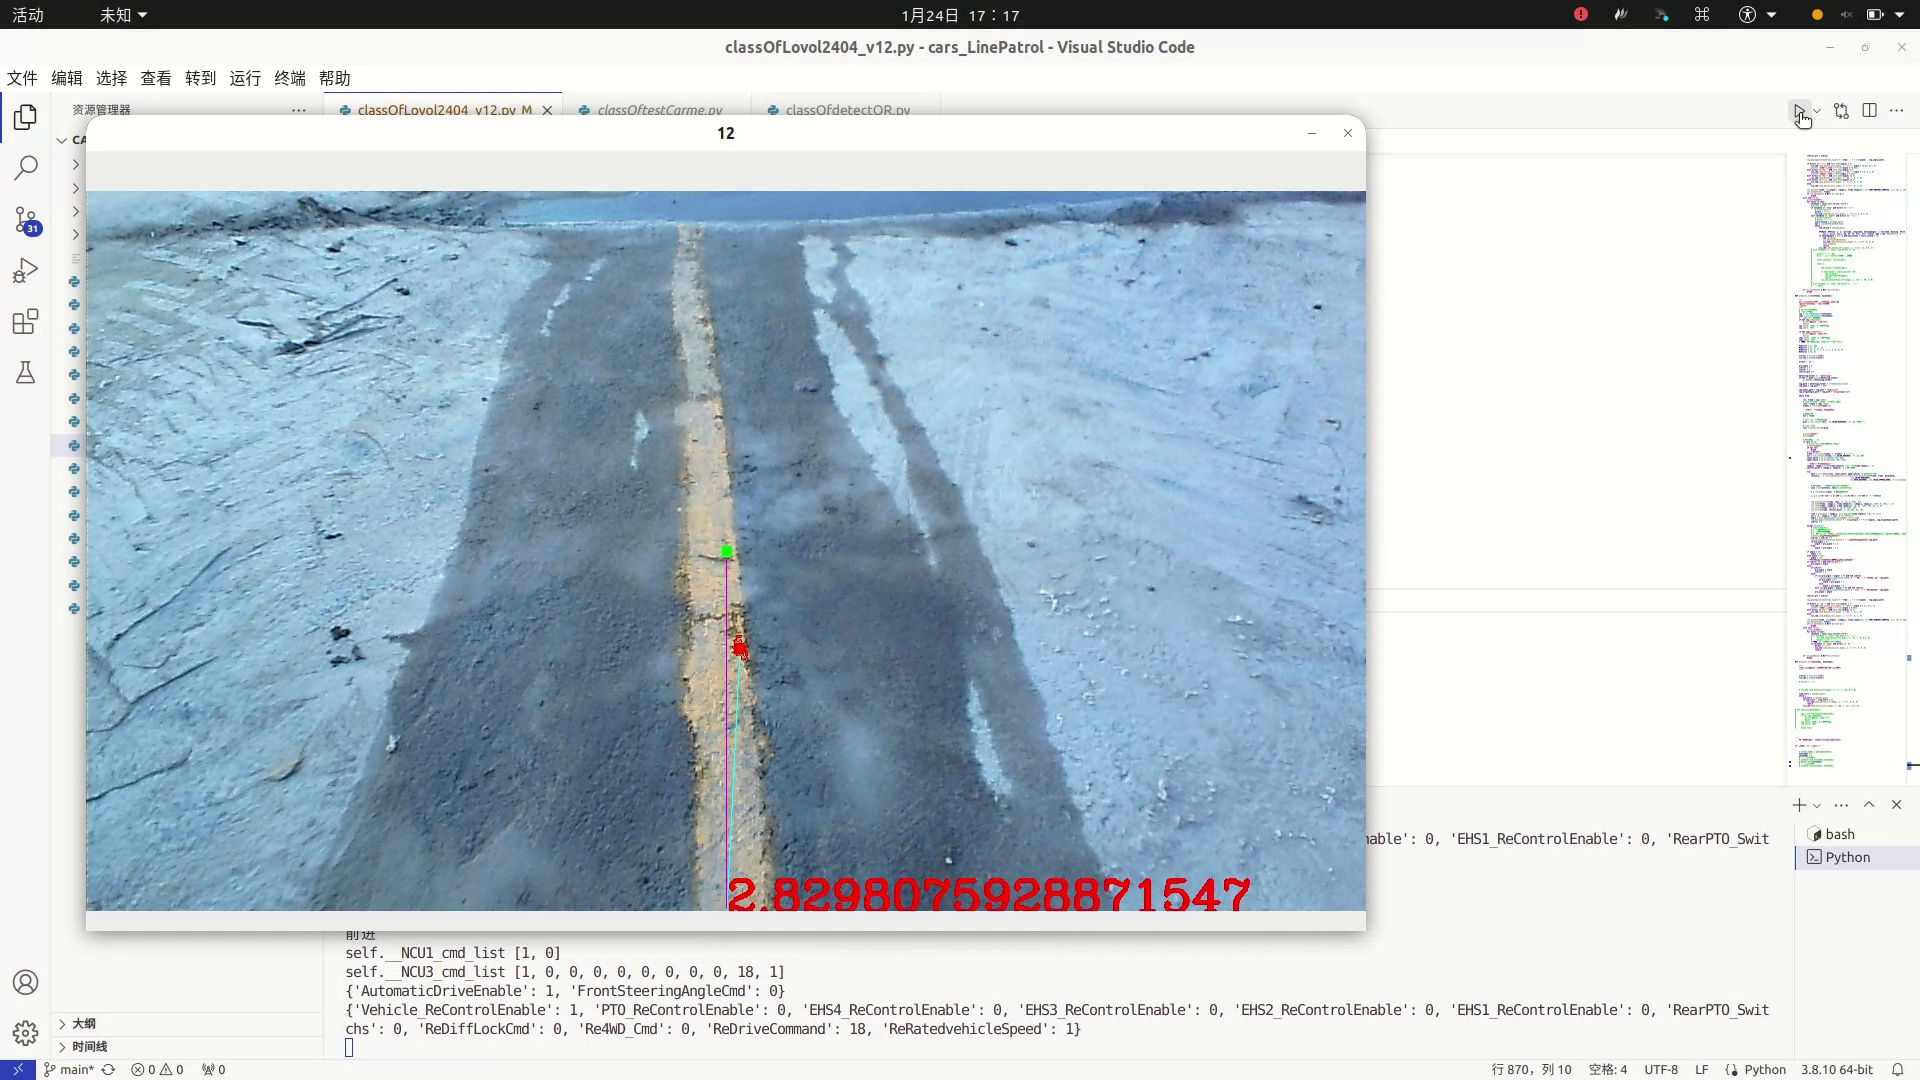 活动
未知
1月24日 17：17
classOfLovol2404_v12.py - cars_LinePatrol - Visual Studio Code
文件 编辑 选择 查看 转到 运行 终端 帮助
资源管理器
classOfLovol2404_v12.py M
classOftestCarme.py
classOfdetectQR.py
CA
12
31
2.8298075928871547
nable': 0, 'EHS1_ReControlEnable': 0, 'RearPTO_Swit
bash
Python
前进
self.__NCU1_cmd_list [1, 0]
self.__NCU3_cmd_list [1, 0, 0, 0, 0, 0, 0, 0, 0, 18, 1]
{'AutomaticDriveEnable': 1, 'FrontSteeringAngleCmd': 0}
{'Vehicle_ReControlEnable': 1, 'PTO_ReControlEnable': 0, 'EHS4_ReControlEnable': 0, 'EHS3_ReControlEnable': 0, 'EHS2_ReControlEnable': 0, 'EHS1_ReControlEnable': 0, 'RearPTO_Swit
chs': 0, 'ReDiffLockCmd': 0, 'Re4WD_Cmd': 0, 'ReDriveCommand': 18, 'ReRatedvehicleSpeed': 1}
大纲
时间线
main* 0 0 0
行 870，列 10 空格: 4 UTF-8 LF Python 3.8.10 64-bit